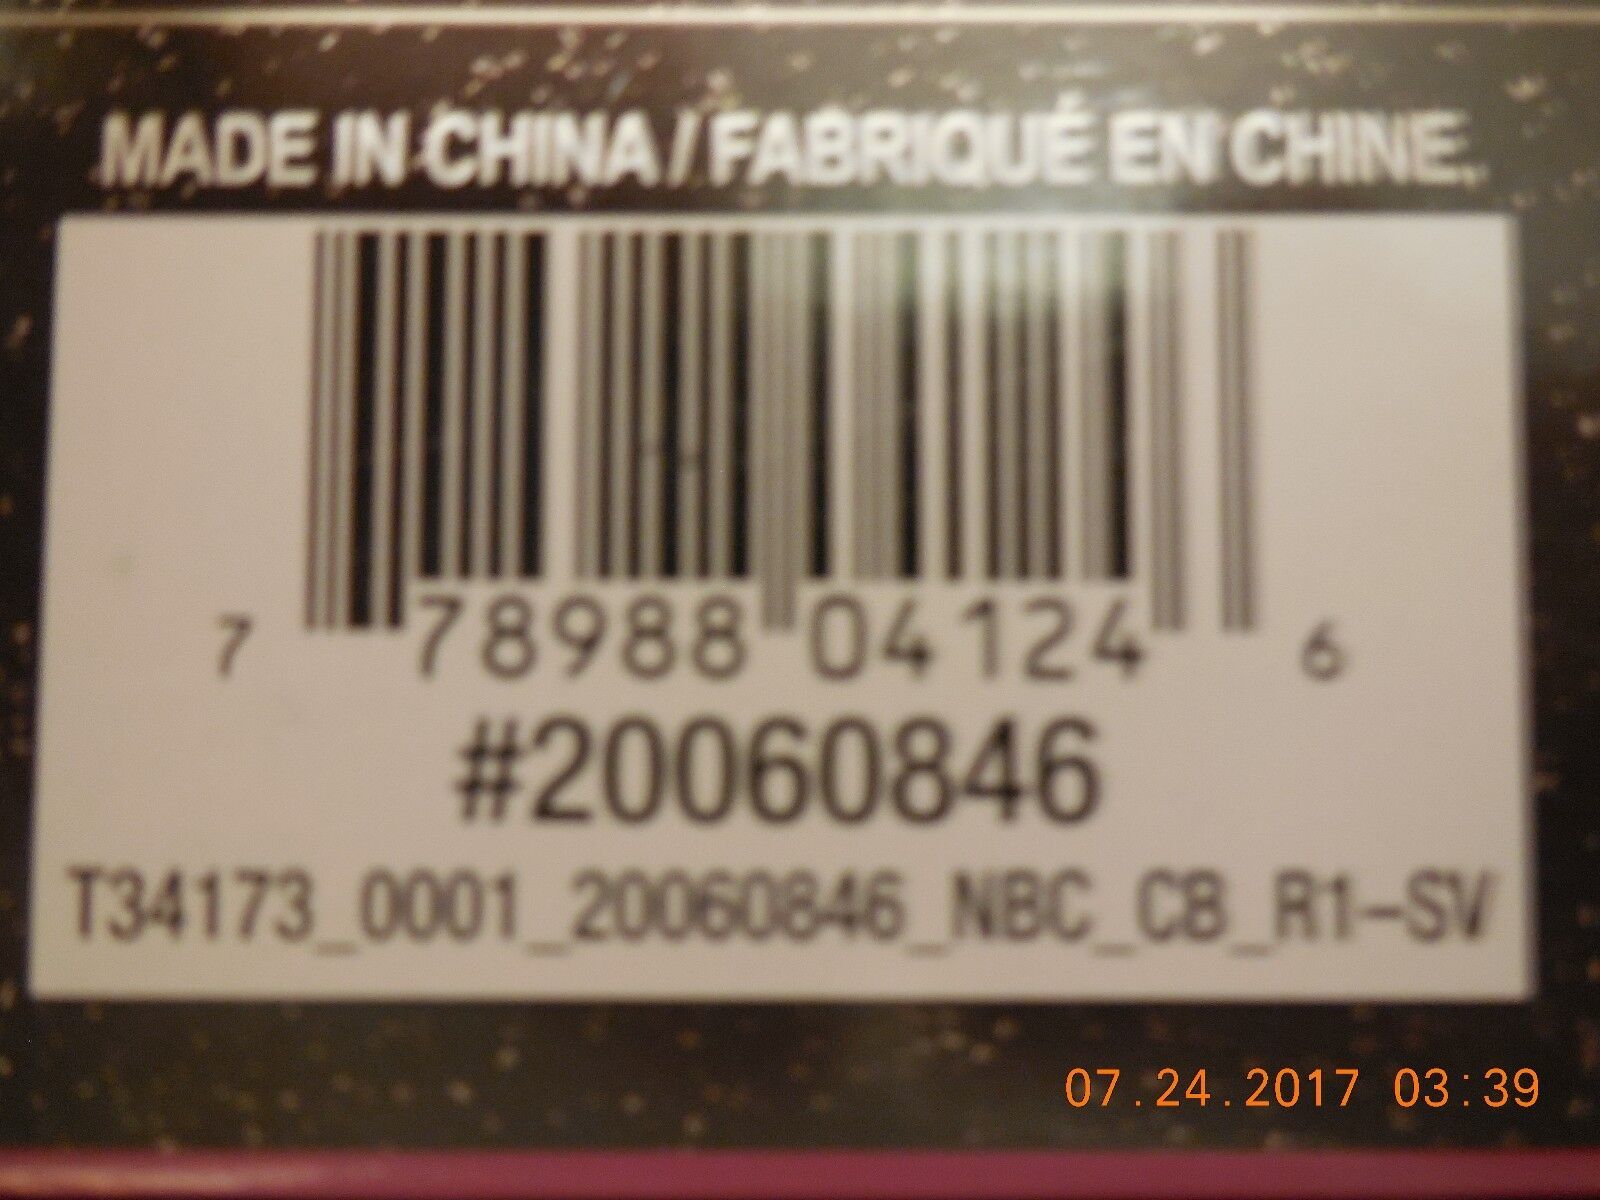 MADE IN CHINA / FABRIQUÉ EN CHINE.
7 78988 04124 6
#20060846
T34173_0001_20060846_NBC_CB_R1-SV
07.24.2017 03:39